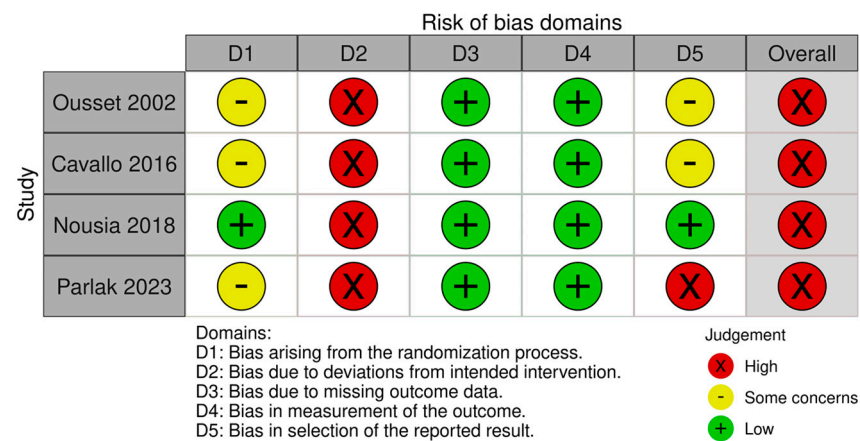 Risk of bias domains
D1 D2 D3 D4 D5 Overall
Study
Ousset 2002 - X + + - X
Cavallo 2016 - X + + - X
Nousia 2018 + X + + + X
Parlak 2023 - X + + X X
Domains:
D1: Bias arising from the randomization process.
D2: Bias due to deviations from intended intervention.
D3: Bias due to missing outcome data.
D4: Bias in measurement of the outcome.
D5: Bias in selection of the reported result.
Judgement
X High
- Some concerns
+ Low